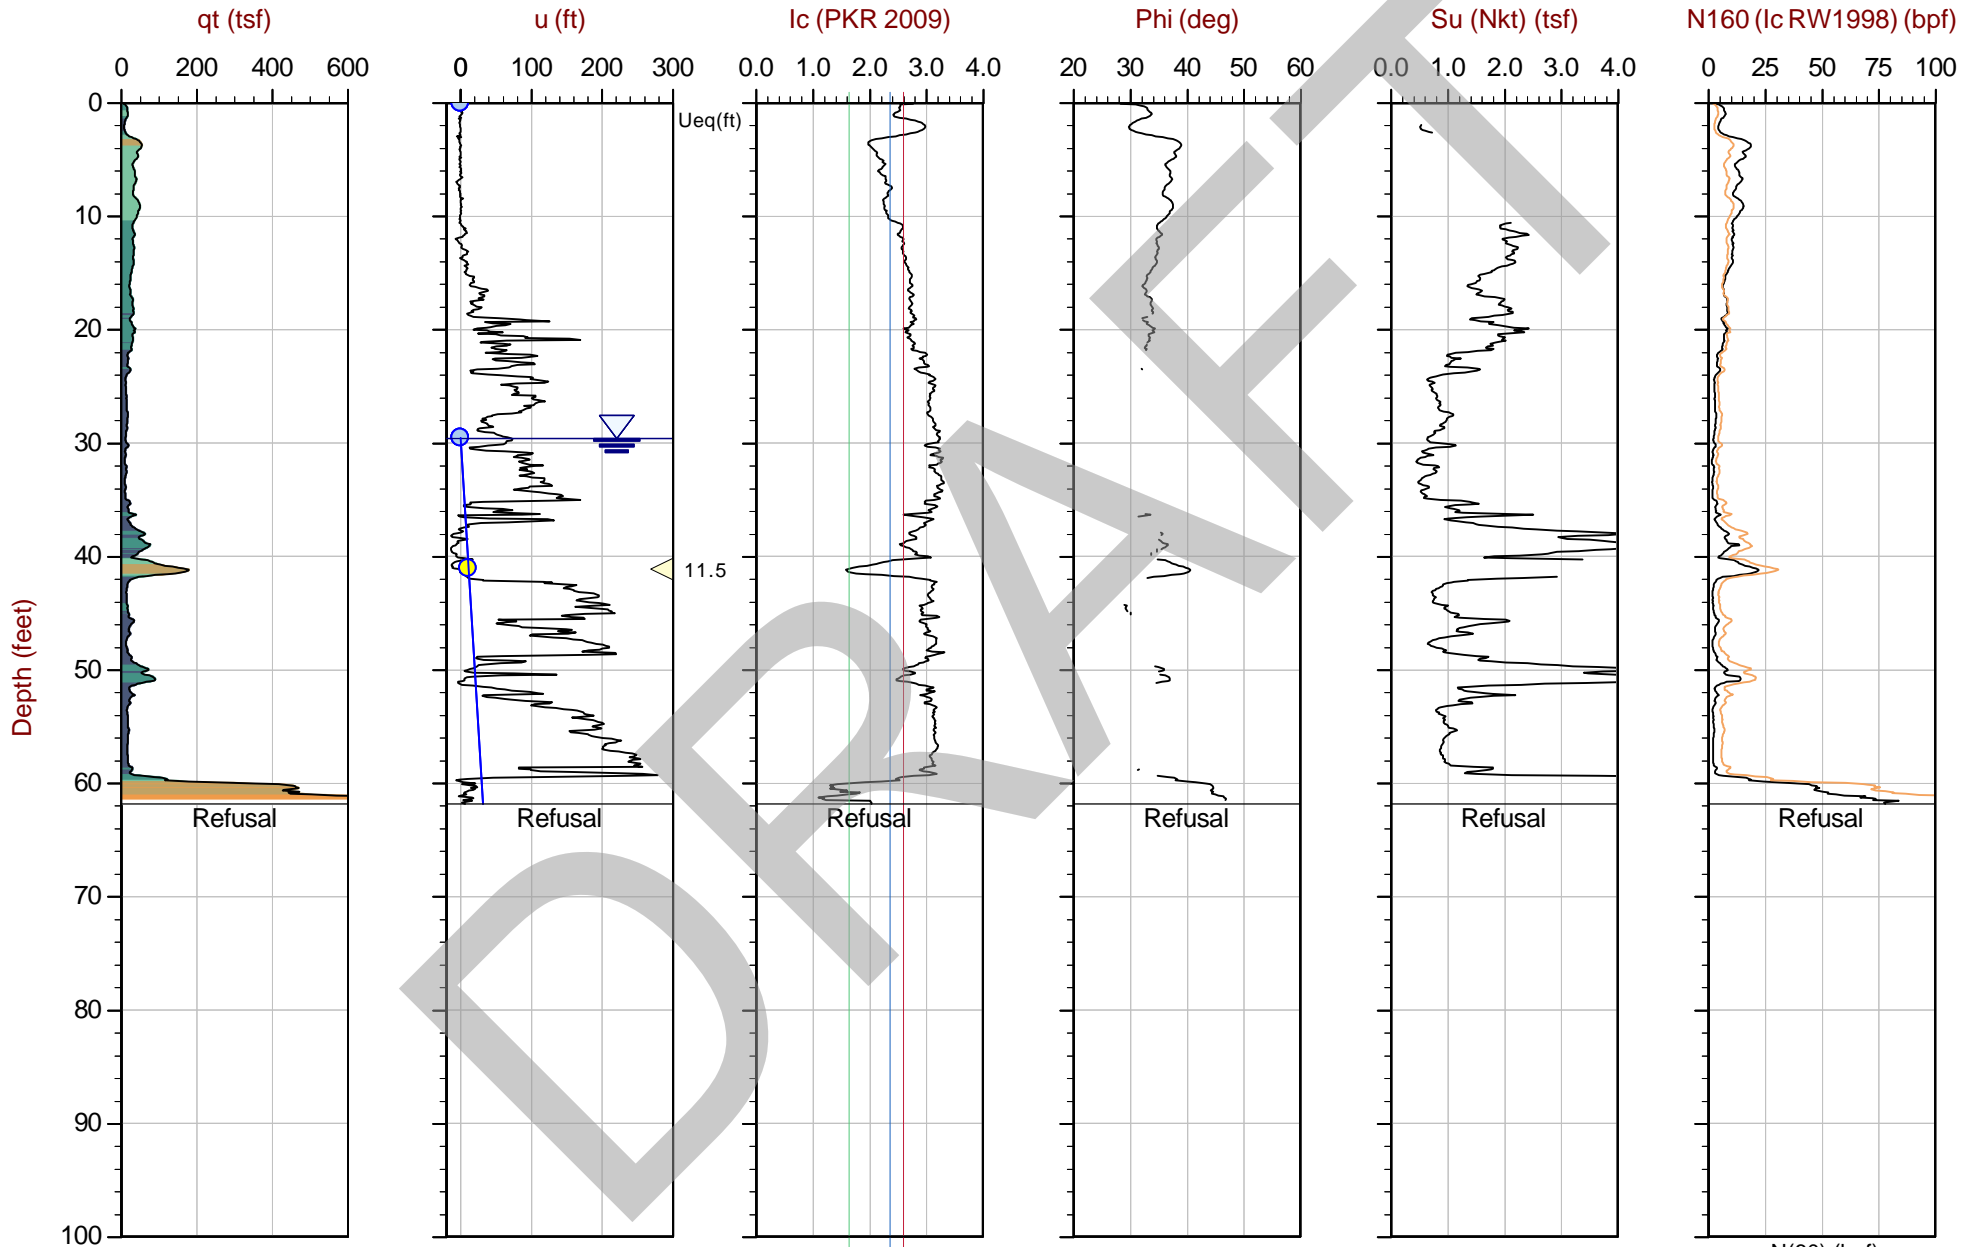 qt (tsf)
u (ft)
Ic (PKR 2009)
Phi (deg)
Su (Nkt) (tsf)
N160 (Ic RW1998) (bpf)
0 200 400 600
0 100 200 300
0.0 1.0 2.0 3.0 4.0
20 30 40 50 60
0.0 1.0 2.0 3.0 4.0
0 25 50 75 100
Ueq(ft)
0
10
20
30
40
50
60
70
80
90
100
Depth (feet)
11.5
Refusal
Refusal
Refusal
Refusal
Refusal
Refusal
DRAFT